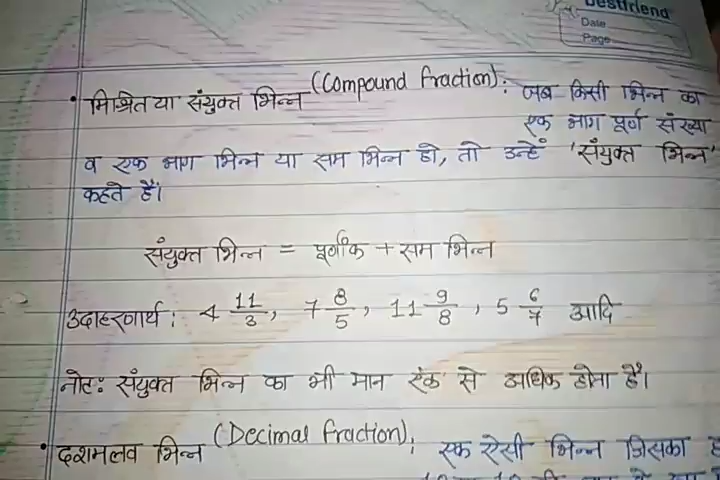 Bestfriend
Date
Page
• मिश्रित या संयुक्त भिन्न (Compound fraction): जब किसी भिन्न का
एक भाग पूर्ण संख्या
व एक भाग भिन्न या सम भिन्न हो, तो उन्हें 'संयुक्त भिन्न'
कहते हैं।
संयुक्त भिन्न = पूर्णांक + सम भिन्न
उदाहरणार्थ: 4 11/3, 7 8/5, 11 9/8, 5 6/7 आदि
नोट: संयुक्त भिन्न का भी मान एक से अधिक होता है।
• दशमलव भिन्न (Decimal fraction): एक ऐसी भिन्न जिसका